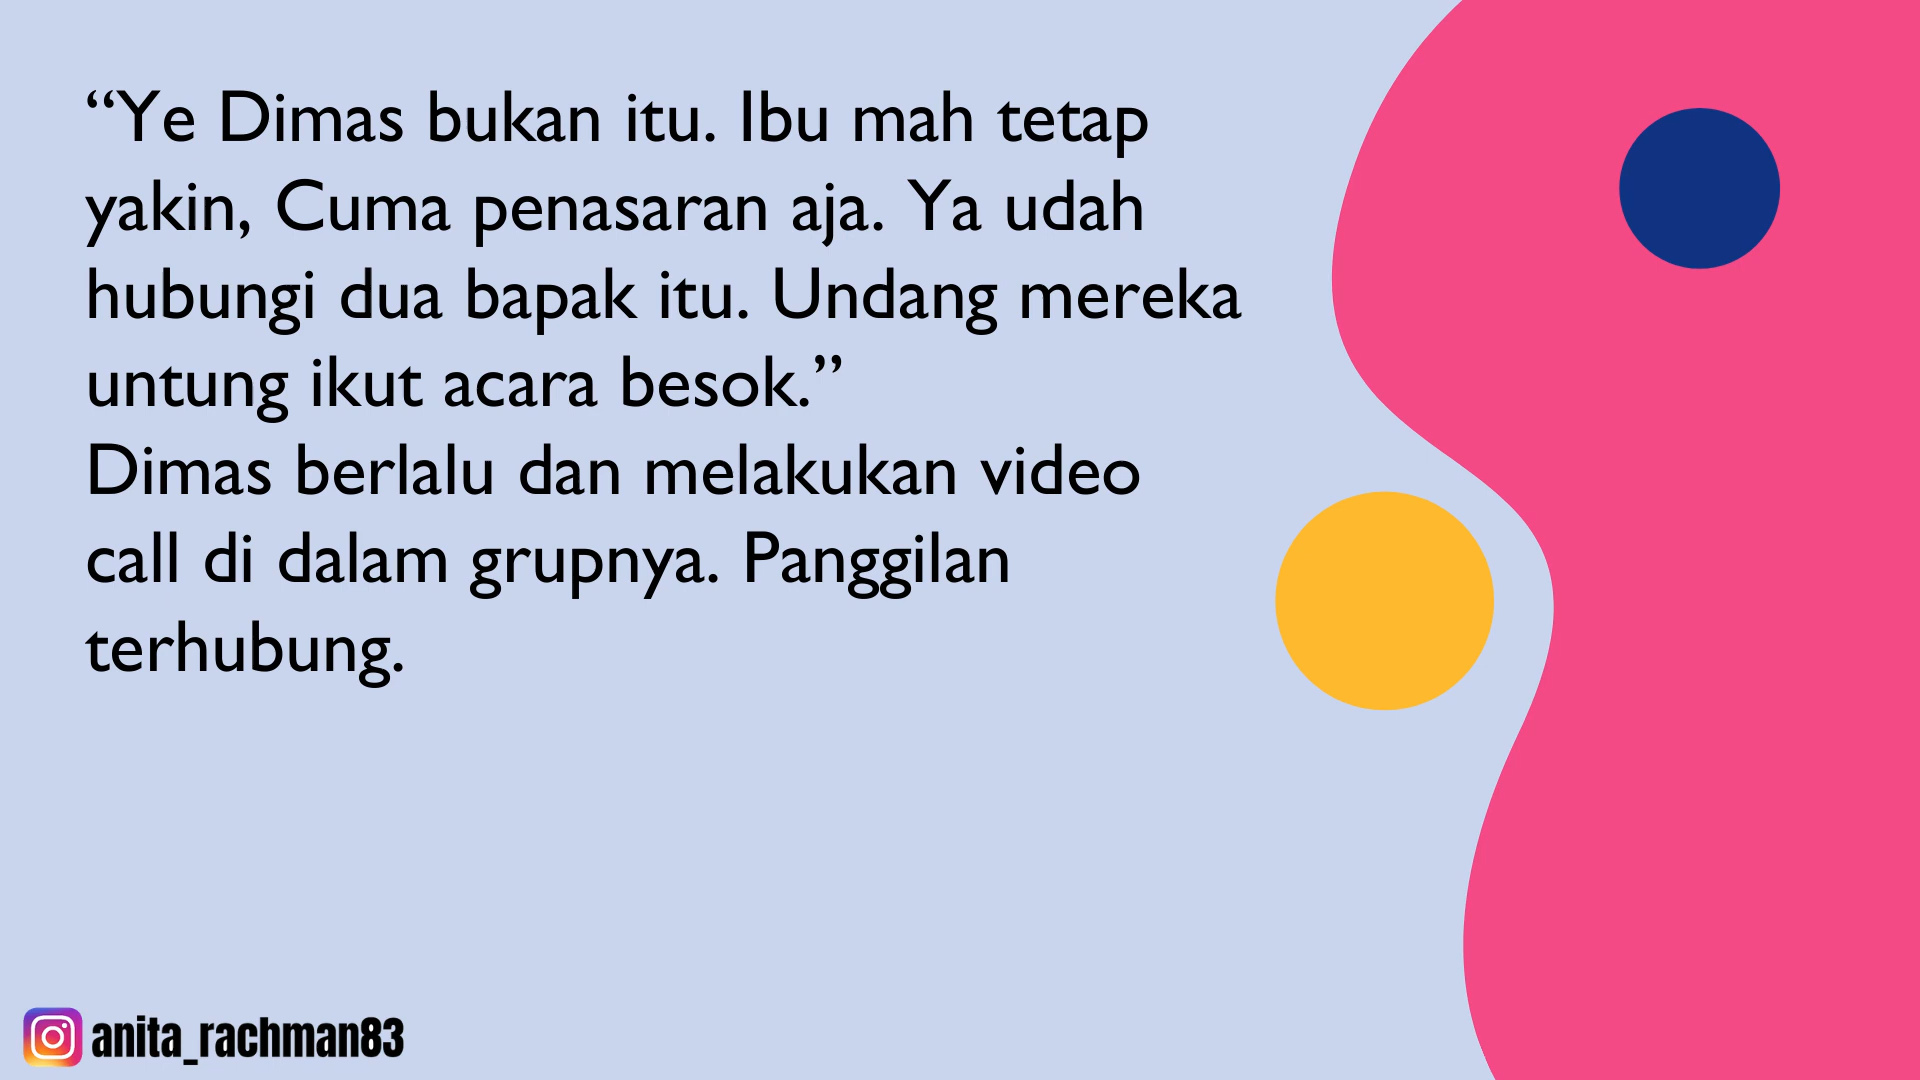 “Ye Dimas bukan itu. Ibu mah tetap
yakin, Cuma penasaran aja. Ya udah
hubungi dua bapak itu. Undang mereka
untung ikut acara besok.”
Dimas berlalu dan melakukan video
call di dalam grupnya. Panggilan
terhubung.
anita_rachman83